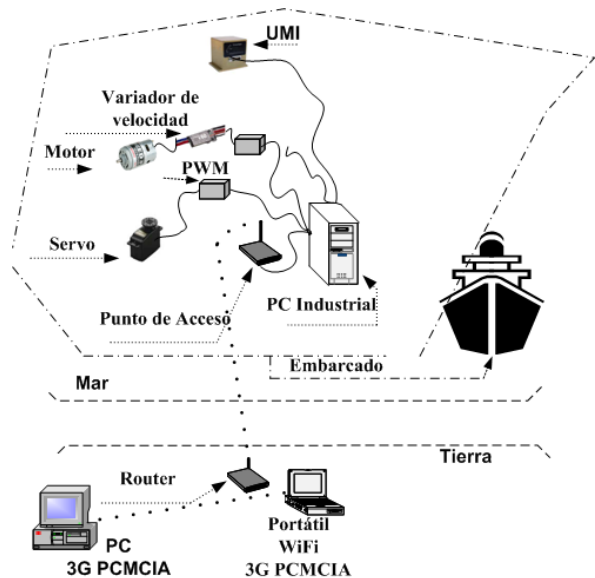 UMI
Variador de
velocidad
Motor
PWM
Servo
Punto de Acceso
PC Industrial
Embarcado
Mar
Tierra
Router
PC
3G PCMCIA
Portátil
WiFi
3G PCMCIA